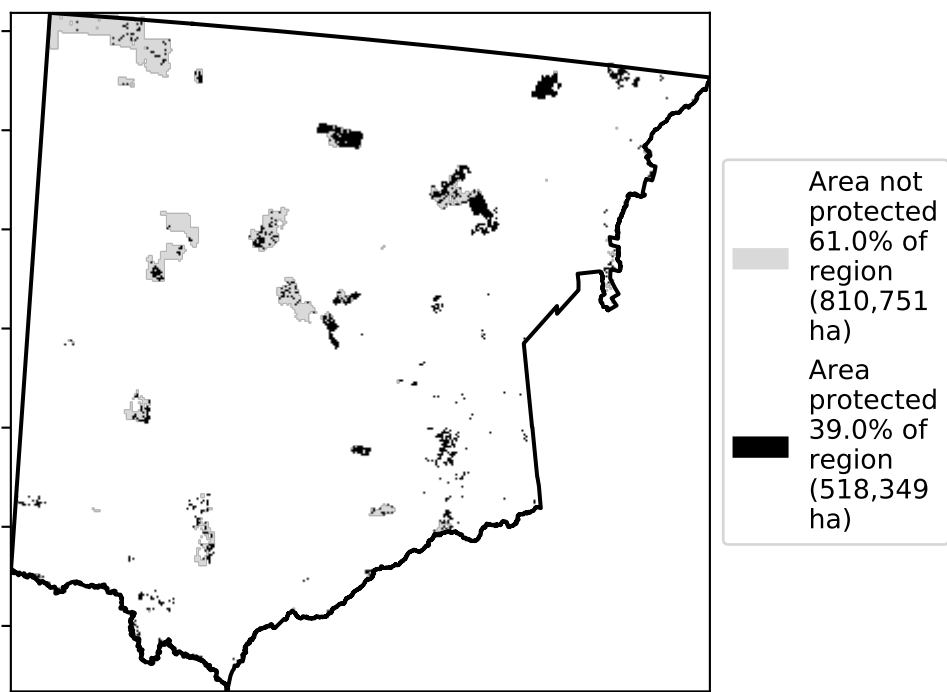 Area not
protected
61.0% of
region
(810,751
ha)
Area
protected
39.0% of
region
(518,349
ha)